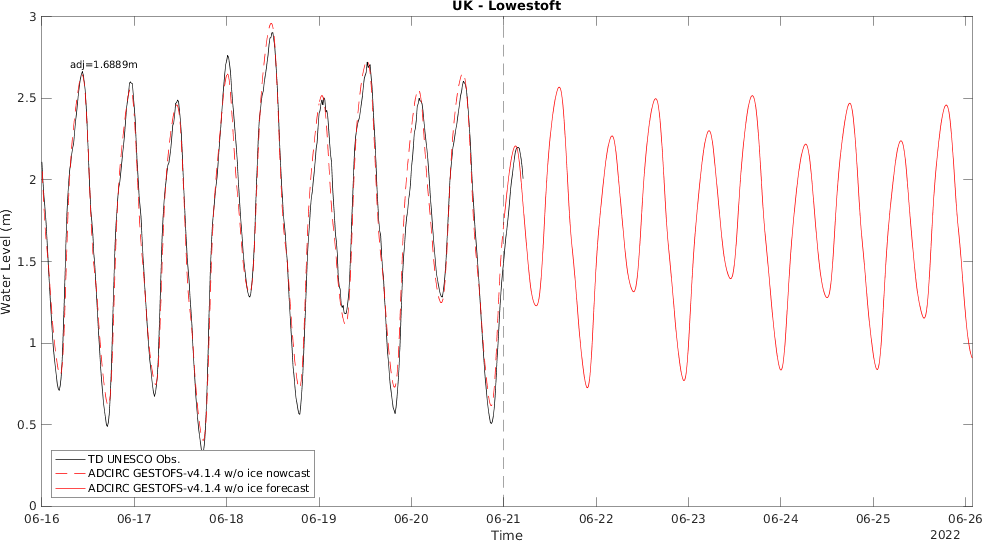 UK - Lowestoft
3
adj=1.6889m
2.5
2
Water Level (m)
1.5
1
0.5
TD UNESCO Obs.
ADCIRC GESTOFS-v4.1.4 w/o ice nowcast
ADCIRC GESTOFS-v4.1.4 w/o ice forecast
0
06-16 06-17 06-18 06-19 06-20 06-21 06-22 06-23 06-24 06-25 06-26
Time
2022